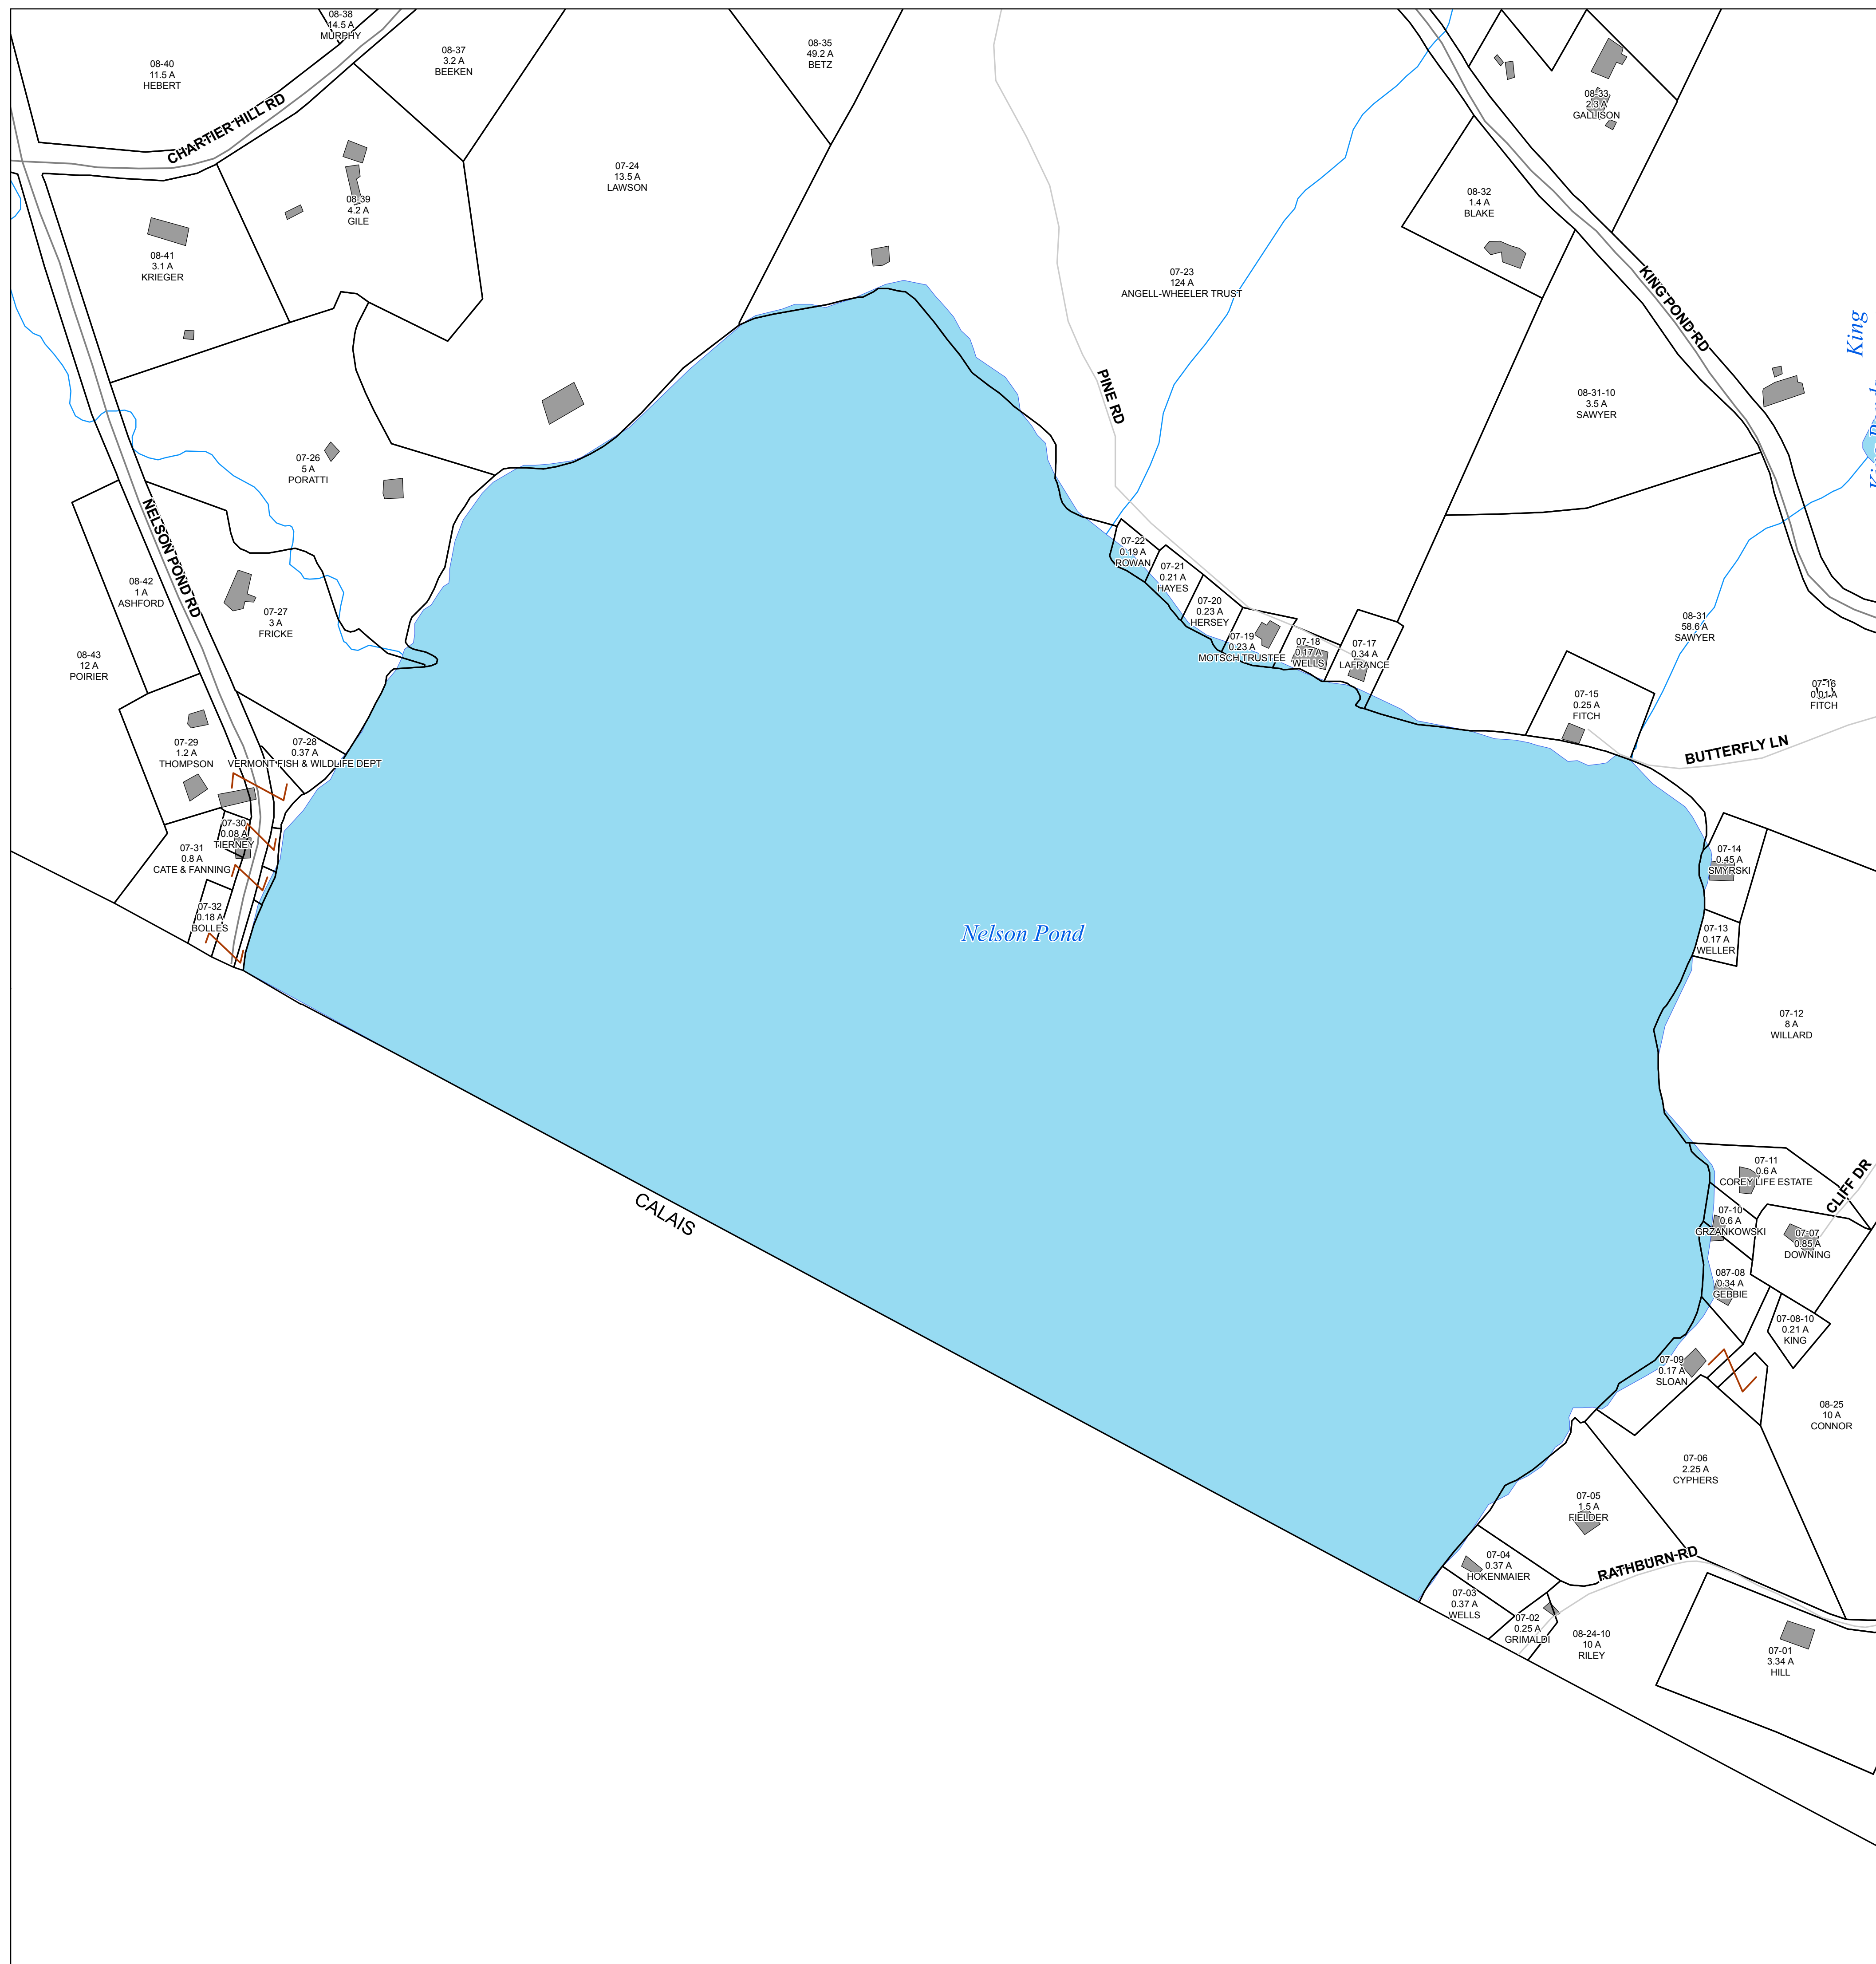 08-38
14.5 A
MURPHY
08-40
11.5 A
HEBERT
08-37
3.2 A
BEEKEN
08-35
49.2 A
BETZ
08-33
2.3 A
GALLISON
CHARTIER HILL RD
07-24
13.5 A
LAWSON
08-39
4.2 A
GILE
08-32
1.4 A
BLAKE
08-41
3.1 A
KRIEGER
07-23
124 A
ANGELL-WHEELER TRUST
KING POND RD
King
PINE RD
08-31-10
3.5 A
SAWYER
07-26
5 A
PORATTI
NELSON POND RD
07-22
0.19 A
ROWAN
07-21
0.21 A
HAYES
08-42
1 A
ASHFORD
07-20
0.23 A
HERSEY
07-27
3 A
FRICKE
07-19
0.23 A
MOTSCH TRUSTEE
07-18
0.17 A
WELLS
07-17
0.34 A
LAFRANCE
08-31
58.6 A
SAWYER
08-43
12 A
POIRIER
07-15
0.25 A
FITCH
07-16
0.01 A
FITCH
07-29
1.2 A
THOMPSON
07-28
0.37 A
VERMONT FISH & WILDLIFE DEPT
BUTTERFLY LN
07-30
0.08 A
TIERNEY
07-31
0.8 A
CATE & FANNING
07-14
0.45 A
SMYRSKI
07-32
0.18 A
BOLLES
Nelson Pond
07-13
0.17 A
WELLER
07-12
8 A
WILLARD
07-11
0.6 A
COREY LIFE ESTATE
CLIFF DR
CALAIS
07-10
0.6 A
GRZANKOWSKI
07-07
0.85 A
DOWNING
087-08
0.34 A
GEBBIE
07-08-10
0.21 A
KING
07-09
0.17 A
SLOAN
08-25
10 A
CONNOR
07-06
2.25 A
CYPHERS
07-05
1.5 A
FIELDER
07-04
0.37 A
HOKENMAIER
RATHBURN RD
07-03
0.37 A
WELLS
07-02
0.25 A
GRIMALDI
08-24-10
10 A
RILEY
07-01
3.34 A
HILL